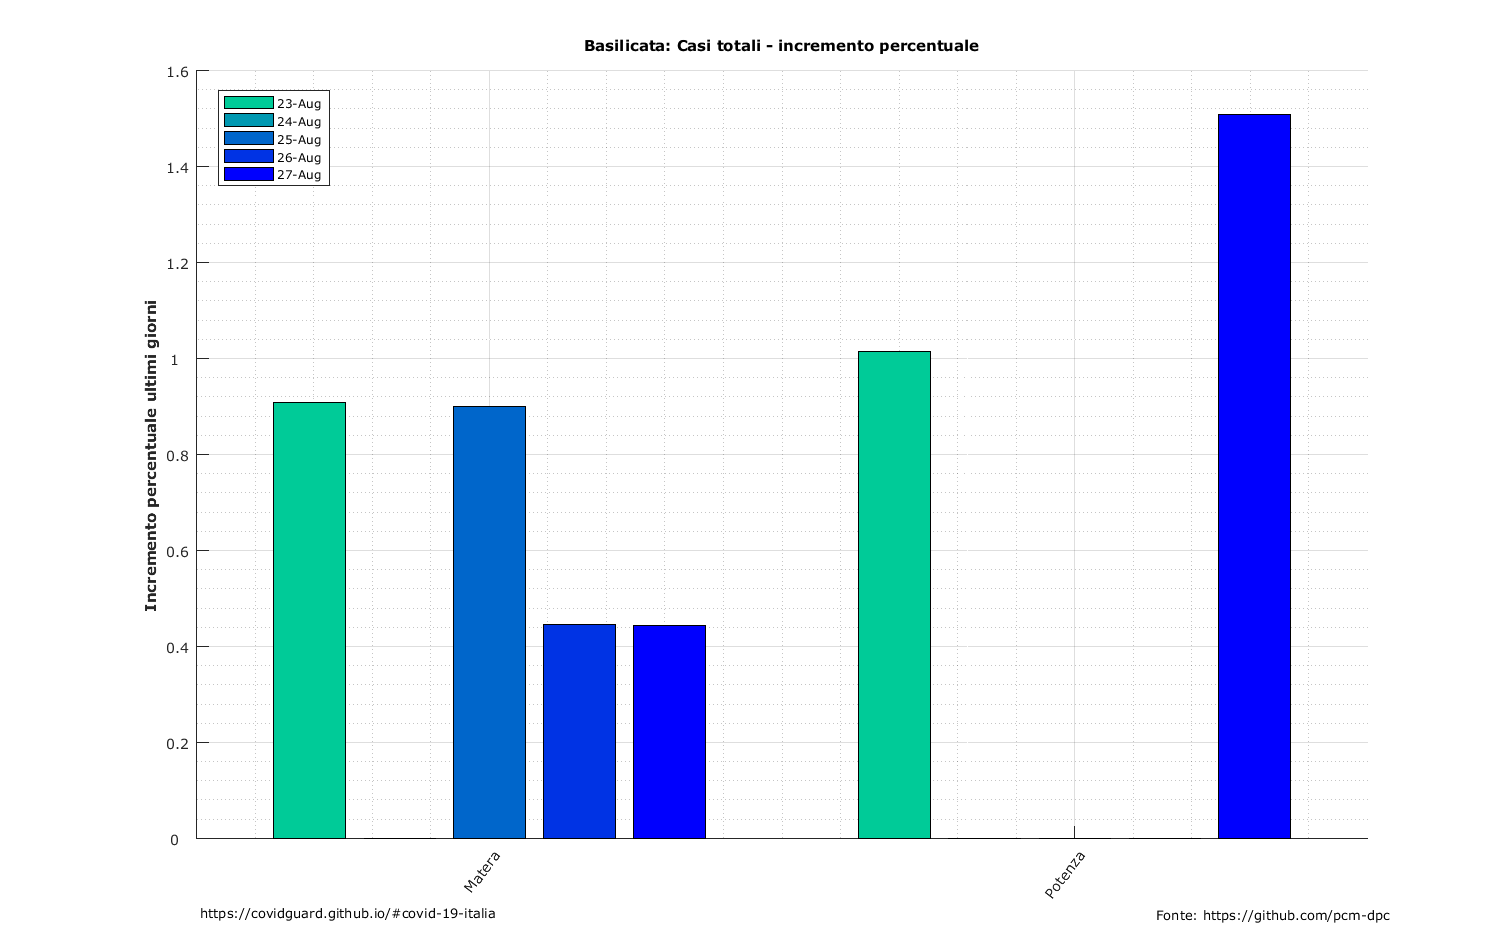 Basilicata: Casi totali - incremento percentuale
1.6
1.4
1.2
1
0.8
0.6
0.4
0.2
0
Incremento percentuale ultimi giorni
23-Aug
24-Aug
25-Aug
26-Aug
27-Aug
Matera
Potenza
https://covidguard.github.io/#covid-19-italia
Fonte: https://github.com/pcm-dpc